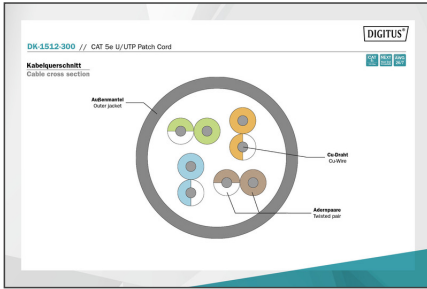 DIGITUS®
DK-1512-300 // CAT 5e U/UTP Patch Cord
Kabelquerschnitt
Cable cross section
Außenmantel
Outer jacket
Cu-Draht
Cu-Wire
Aderspaare
Twisted pair